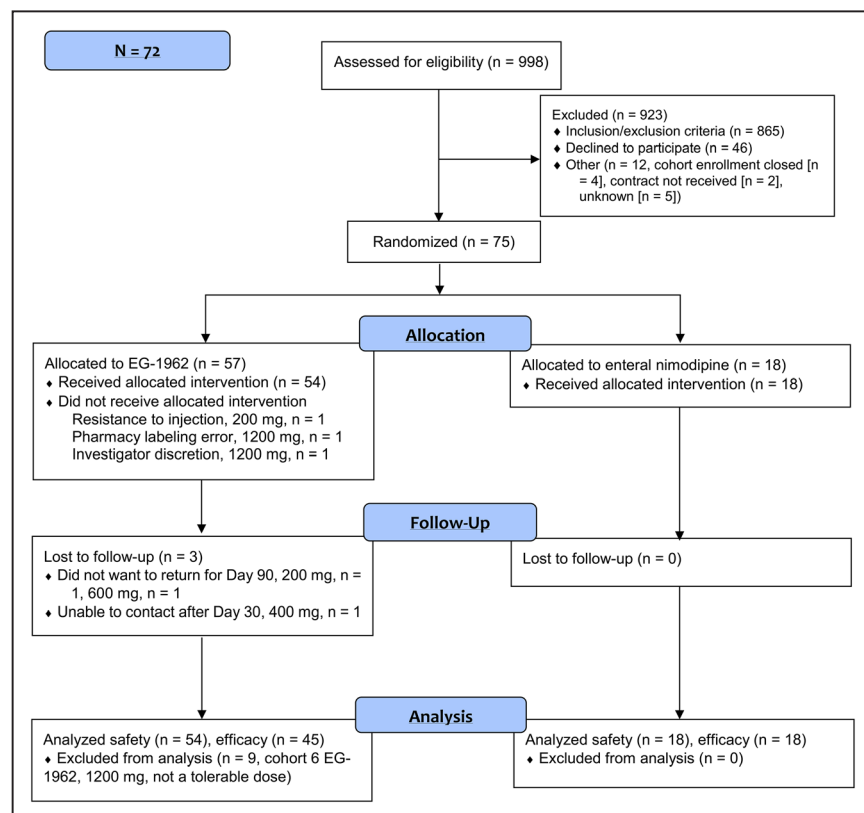 N = 72
Assessed for eligibility (n = 998)
Excluded (n = 923)
♦ Inclusion/exclusion criteria (n = 865)
♦ Declined to participate (n = 46)
♦ Other (n = 12, cohort enrollment closed [n
= 4], contract not received [n = 2],
unknown [n = 5])
Randomized (n = 75)
Allocation
Allocated to EG-1962 (n = 57)
♦ Received allocated intervention (n = 54)
♦ Did not receive allocated intervention
Resistance to injection, 200 mg, n = 1
Pharmacy labeling error, 1200 mg, n = 1
Investigator discretion, 1200 mg, n = 1
Allocated to enteral nimodipine (n = 18)
♦ Received allocated intervention (n = 18)
Follow-Up
Lost to follow-up (n = 3)
♦ Did not want to return for Day 90, 200 mg, n =
1, 600 mg, n = 1
♦ Unable to contact after Day 30, 400 mg, n = 1
Lost to follow-up (n = 0)
Analysis
Analyzed safety (n = 54), efficacy (n = 45)
♦ Excluded from analysis (n = 9, cohort 6 EG-
1962, 1200 mg, not a tolerable dose)
Analyzed safety (n = 18), efficacy (n = 18)
♦ Excluded from analysis (n = 0)